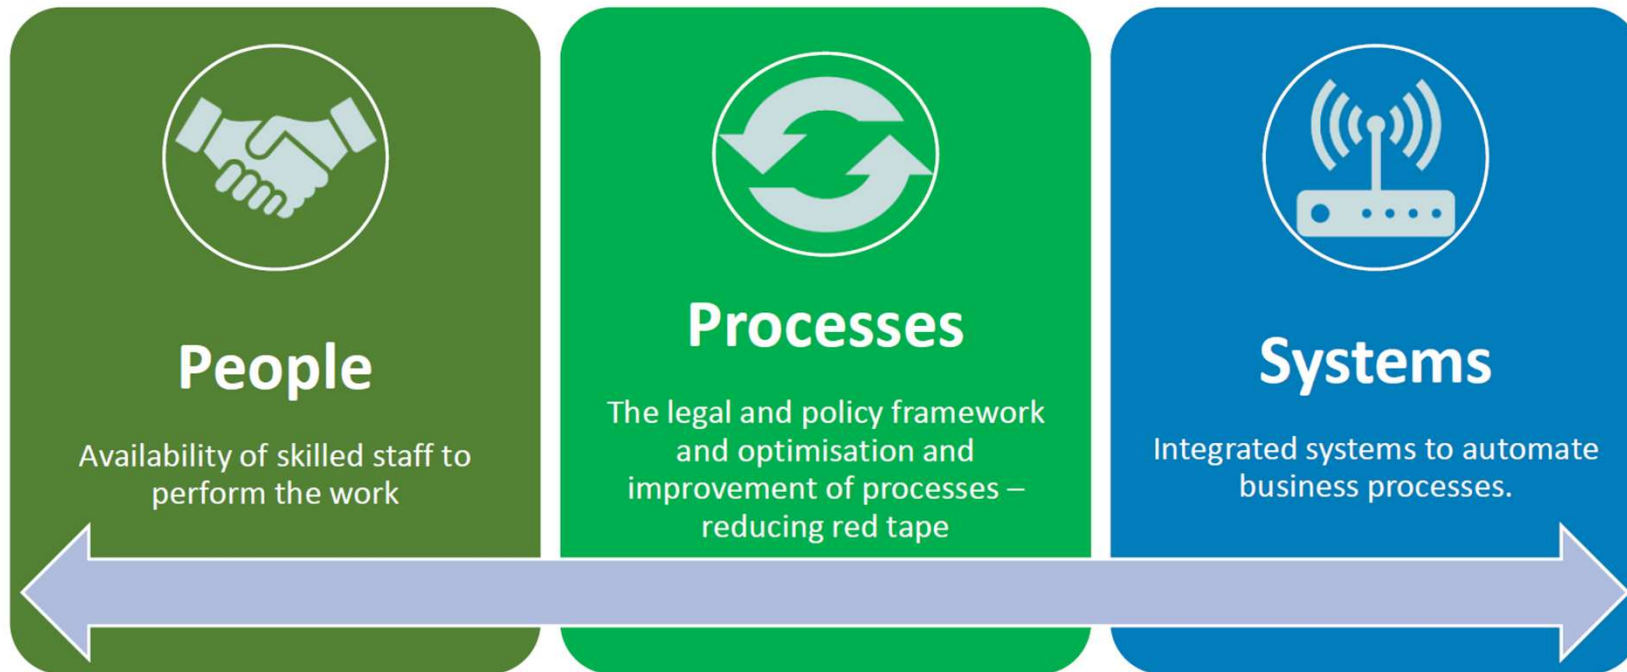 People
Availability of skilled staff to
perform the work
Processes
The legal and policy framework
and optimisation and
improvement of processes –
reducing red tape
Systems
Integrated systems to automate
business processes.